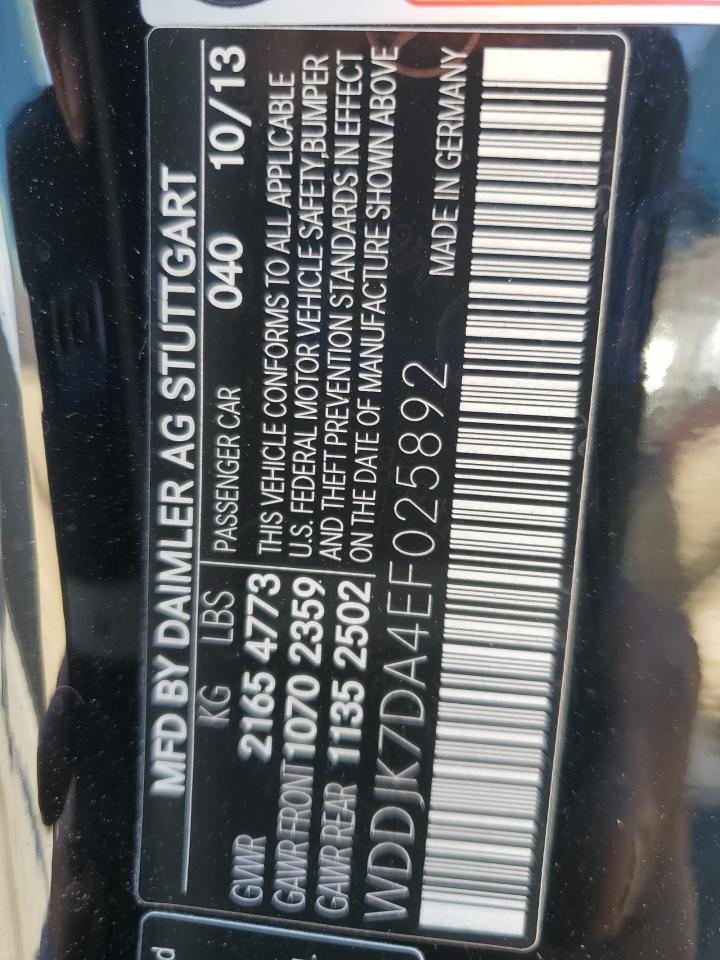 MFD BY DAIMLER AG STUTTGART
KG LBS
GVWR 2165 4773
GAWR FRONT 1070 2359
GAWR REAR 1135 2502
PASSENGER CAR 040 10/13
THIS VEHICLE CONFORMS TO ALL APPLICABLE
U.S. FEDERAL MOTOR VEHICLE SAFETY,BUMPER
AND THEFT PREVENTION STANDARDS IN EFFECT
ON THE DATE OF MANUFACTURE SHOWN ABOVE
WDDJK7DA4EF025892 MADE IN GERMANY